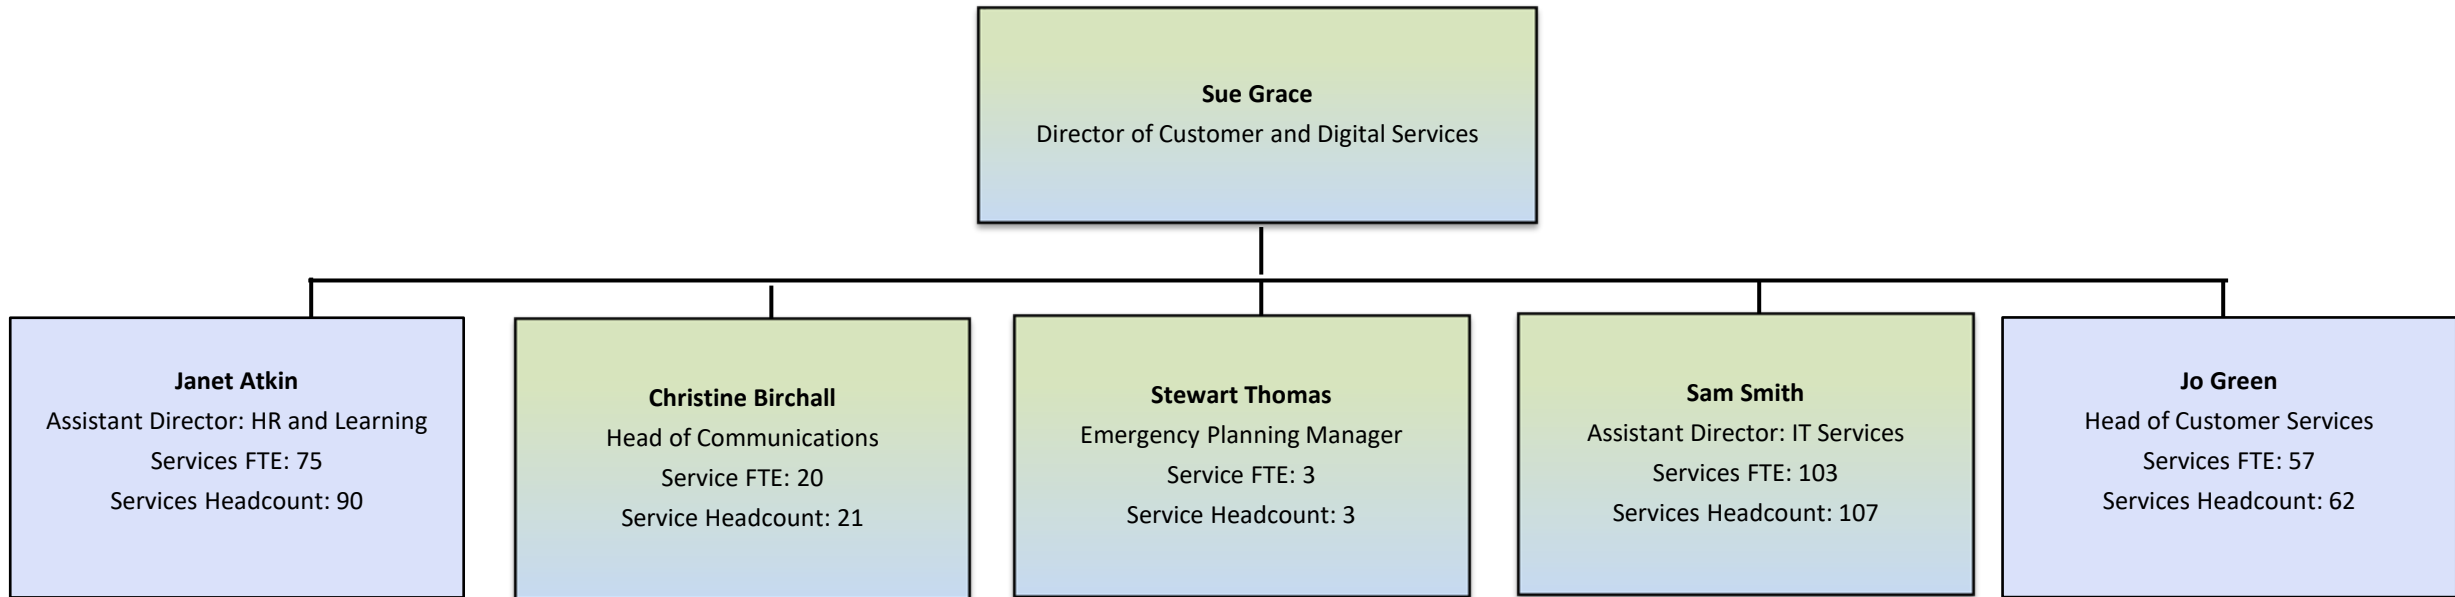 Sue Grace
Director of Customer and Digital Services
Janet Atkin
Assistant Director: HR and Learning
Services FTE: 75
Services Headcount: 90
Christine Birchall
Head of Communications
Service FTE: 20
Service Headcount: 21
Stewart Thomas
Emergency Planning Manager
Service FTE: 3
Service Headcount: 3
Sam Smith
Assistant Director: IT Services
Services FTE: 103
Services Headcount: 107
Jo Green
Head of Customer Services
Services FTE: 57
Services Headcount: 62